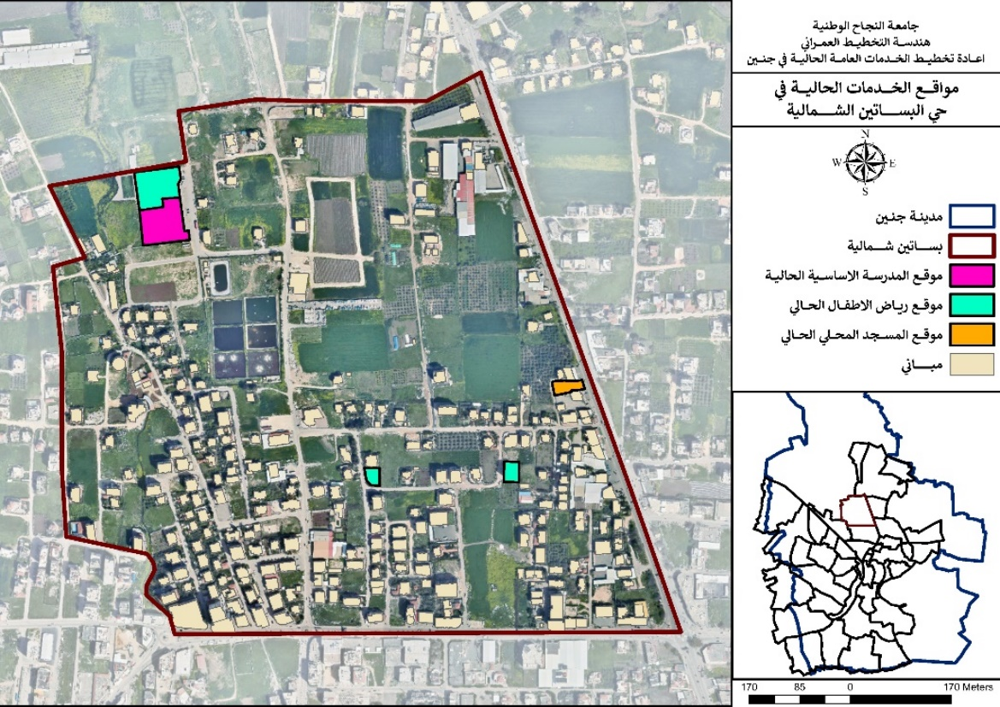 جامعة النجاح الوطنية
هندسة التخطيط العمراني
اعادة تخطيط الخدمات العامة الحالية في جنين
مواقع الخدمات الحالية في
حي البساتين الشمالية
N
W E
S
مدينة جنين
بساتين شمالية
موقع المدرسة الاساسية الحالية
موقع رياض الاطفال الحالي
موقع المسجد المحلي الحالي
مباني
170 85 0 170 Meters